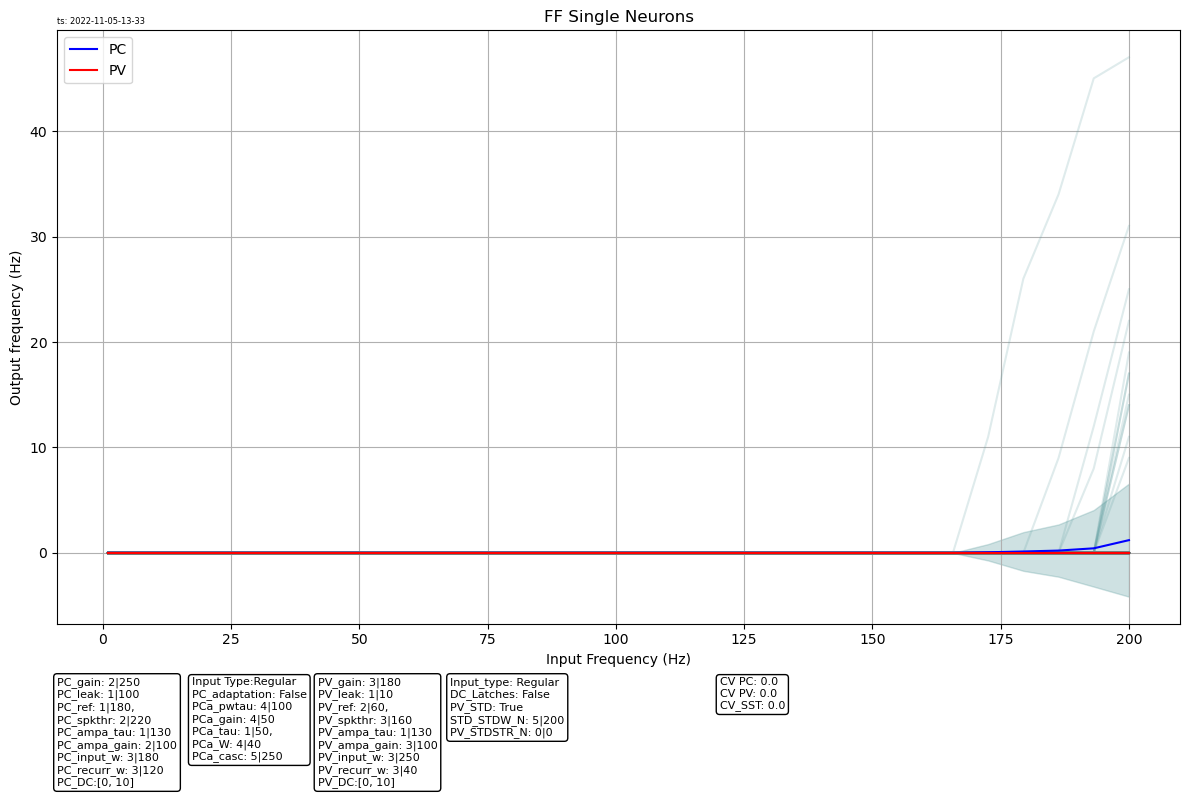 ts: 2022-11-05-13-33
FF Single Neurons
PC
PV
Output frequency (Hz)
40
30
20
10
0
0 25 50 75 100 125 150 175 200
Input Frequency (Hz)
PC_gain: 2|250
PC_leak: 1|100
PC_ref: 1|180,
PC_spkthr: 2|220
PC_ampa_tau: 1|130
PC_ampa_gain: 2|100
PC_input_w: 3|180
PC_recurr_w: 3|120
PC_DC:[0, 10]
Input Type:Regular
PC_adaptation: False
PCa_pwtau: 4|100
PCa_gain: 4|50
PCa_tau: 1|50,
PCa_W: 4|40
PCa_casc: 5|250
PV_gain: 3|180
PV_leak: 1|10
PV_ref: 2|60,
PV_spkthr: 3|160
PV_ampa_tau: 1|130
PV_ampa_gain: 3|100
PV_input_w: 3|250
PV_recurr_w: 3|40
PV_DC:[0, 10]
Input_type: Regular
DC_Latches: False
PV_STD: True
STD_STDW_N: 5|200
PV_STDSTR_N: 0|0
CV PC: 0.0
CV PV: 0.0
CV_SST: 0.0